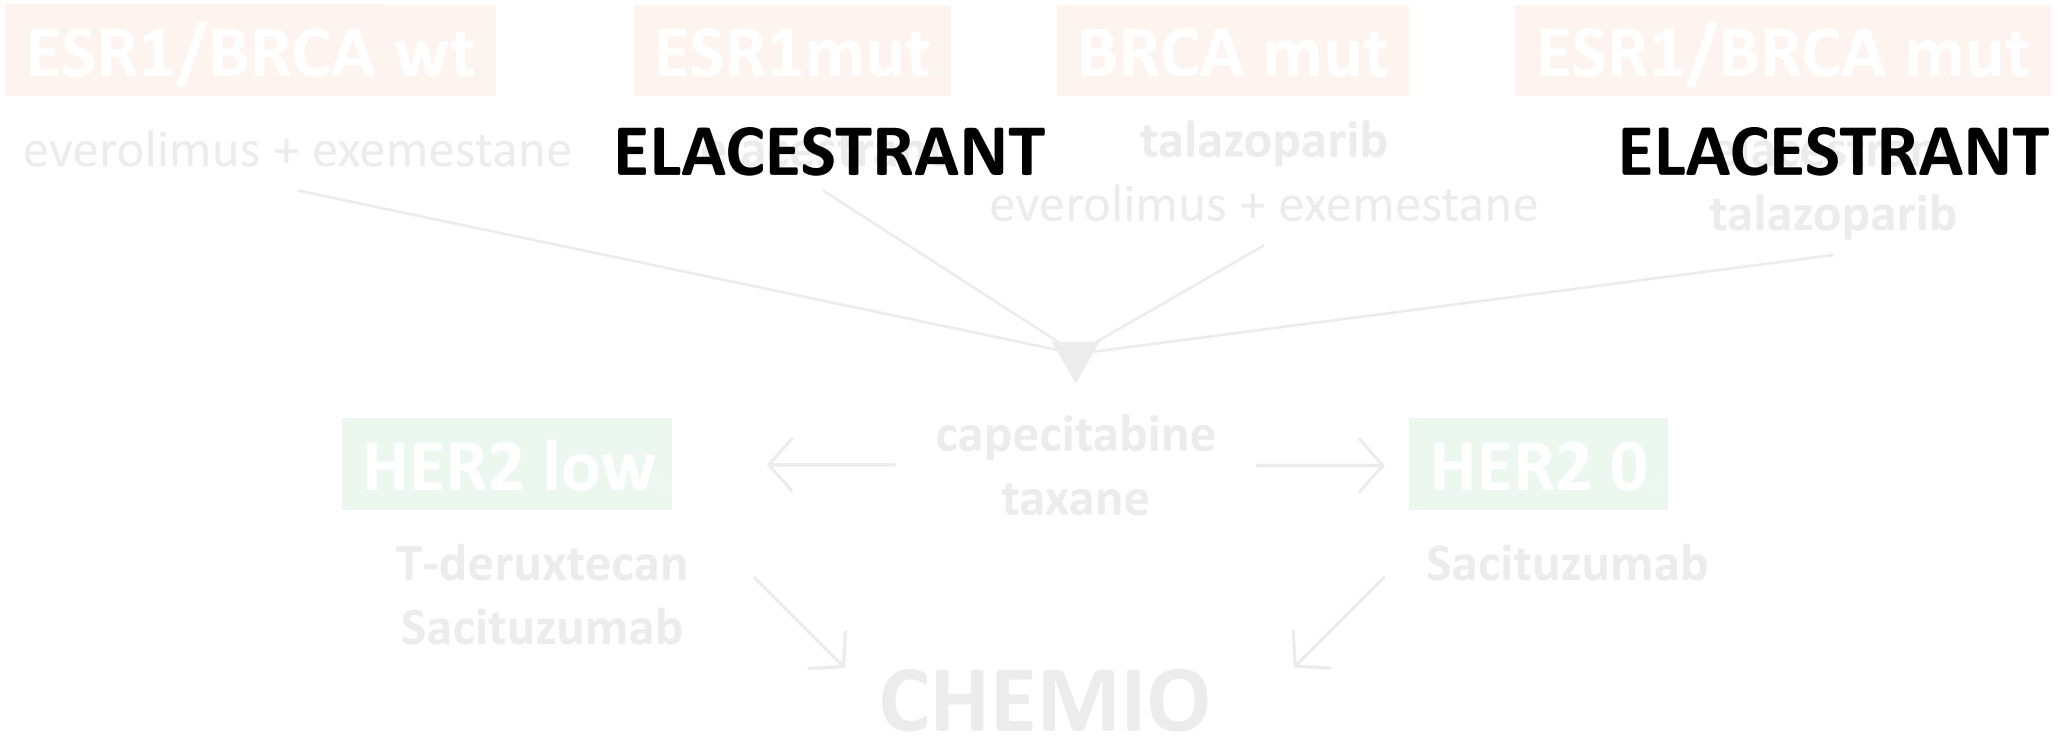 ESR1/BRCA wt
ESR1mut
BRCA mut
ESR1/BRCA mut
everolimus + exemestane
ELACESTRANT
talazoparib
everolimus + exemestane
ELACESTRANT
talazoparib
capecitabine
taxane
HER2 low
HER2 0
T-deruxtecan
Sacituzumab
Sacituzumab
CHEMIO